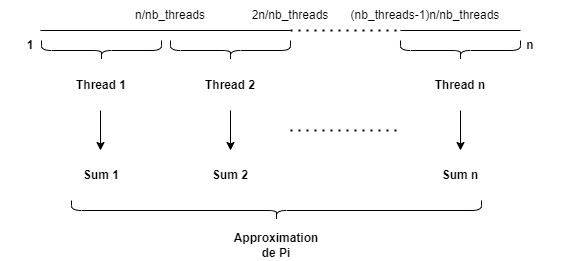 n/nb_threads 2n/nb_threads (nb_threads-1)n/nb_threads
1 n
Thread 1 Thread 2 Thread n
Sum 1 Sum 2 Sum n
Approximation
de Pi